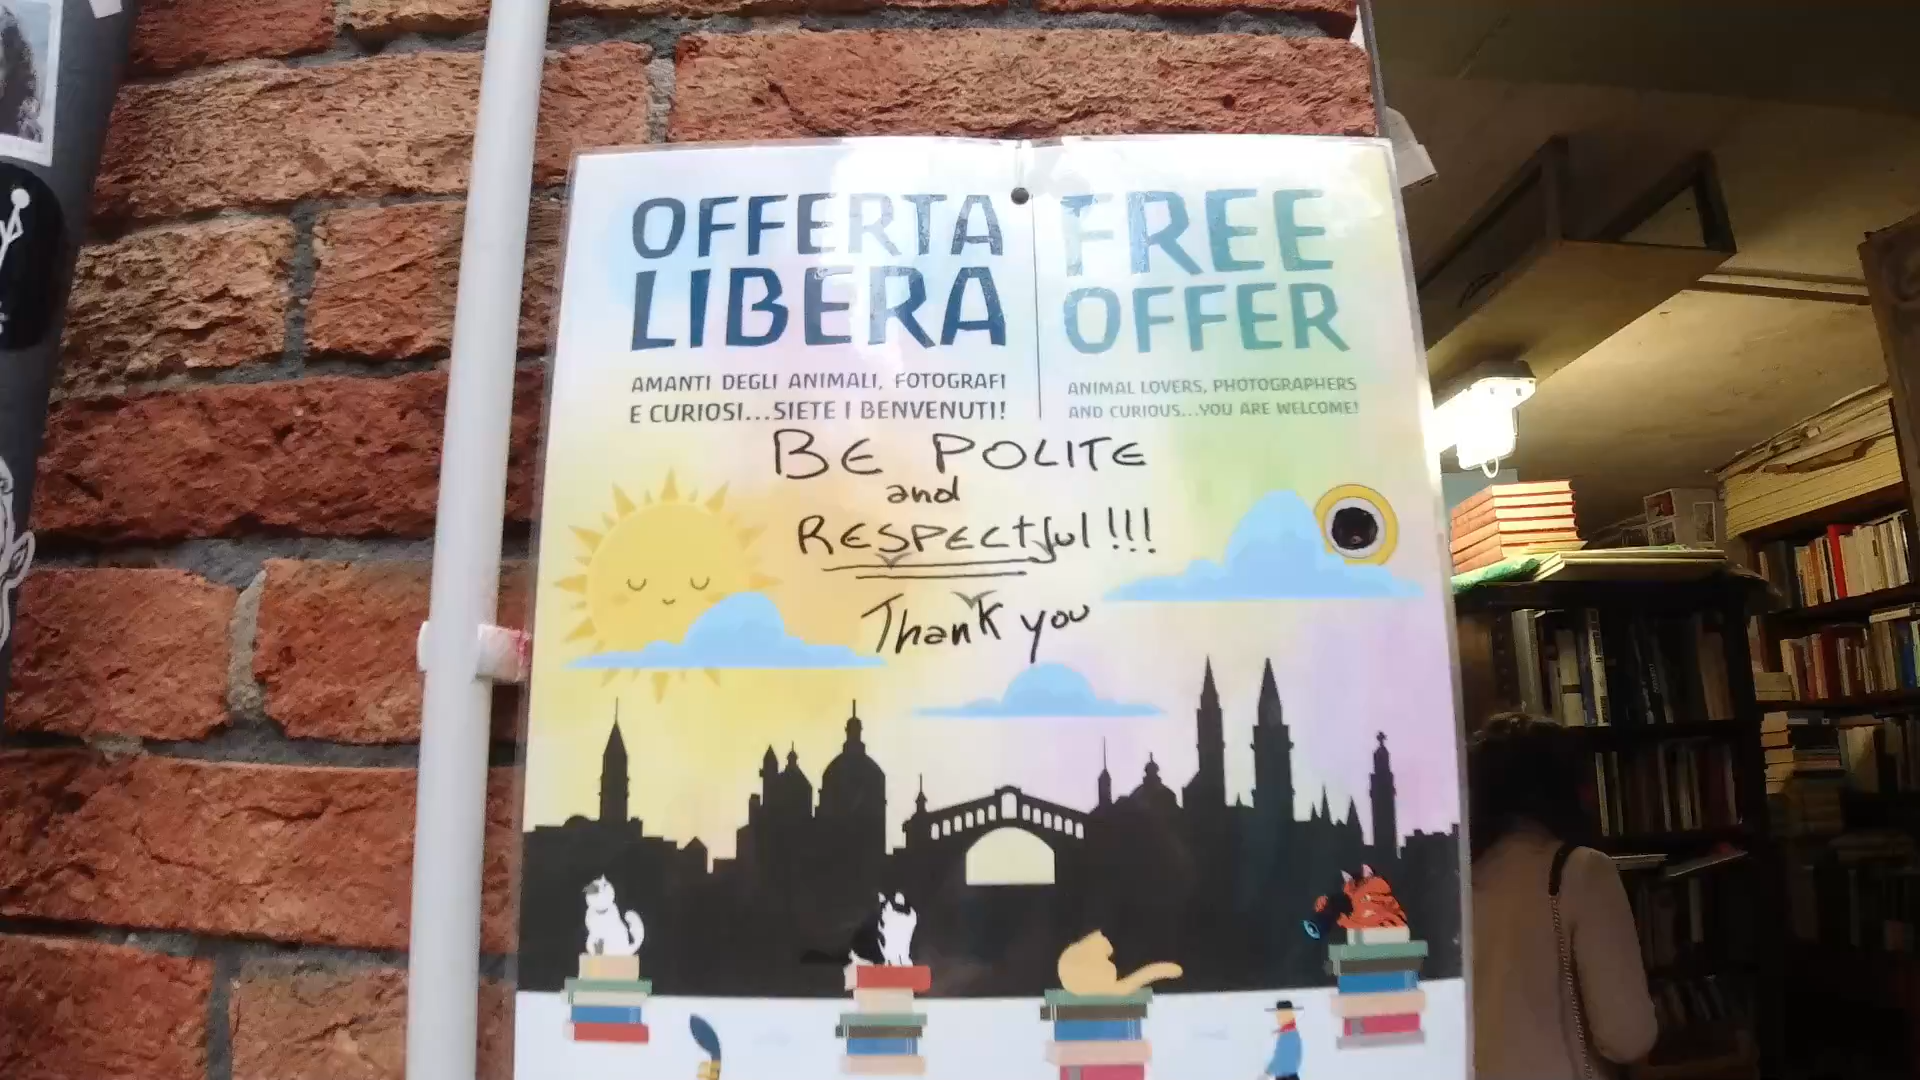 OFFERTA
LIBERA
AMANTI DEGLI ANIMALI, FOTOGRAFI
E CURIOSI...SIETE I BENVENUTI!
FREE
OFFER
ANIMAL LOVERS, PHOTOGRAPHERS
AND CURIOUS...YOU ARE WELCOME!
BE POLITE
and
RESPECTful!!!
Thank you